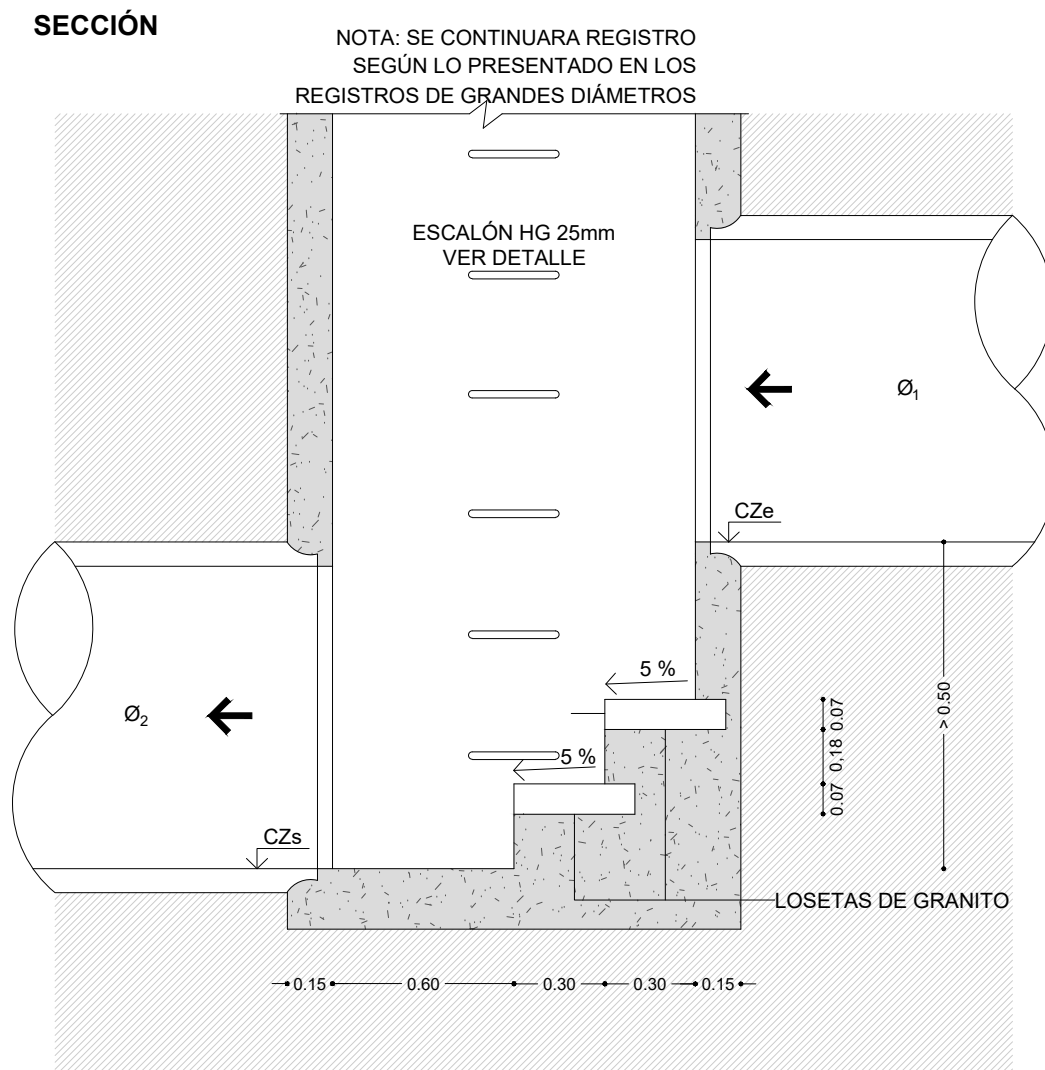 SECCIÓN
NOTA: SE CONTINUARA REGISTRO
SEGÚN LO PRESENTADO EN LOS
REGISTROS DE GRANDES DIÁMETROS
ESCALÓN HG 25mm
VER DETALLE
Ø1
CZe
5 %
> 0.50
0.07
0,18
0.07
Ø2
5 %
CZs
LOSETAS DE GRANITO
0.15 0.60 0.30 0.30 0.15